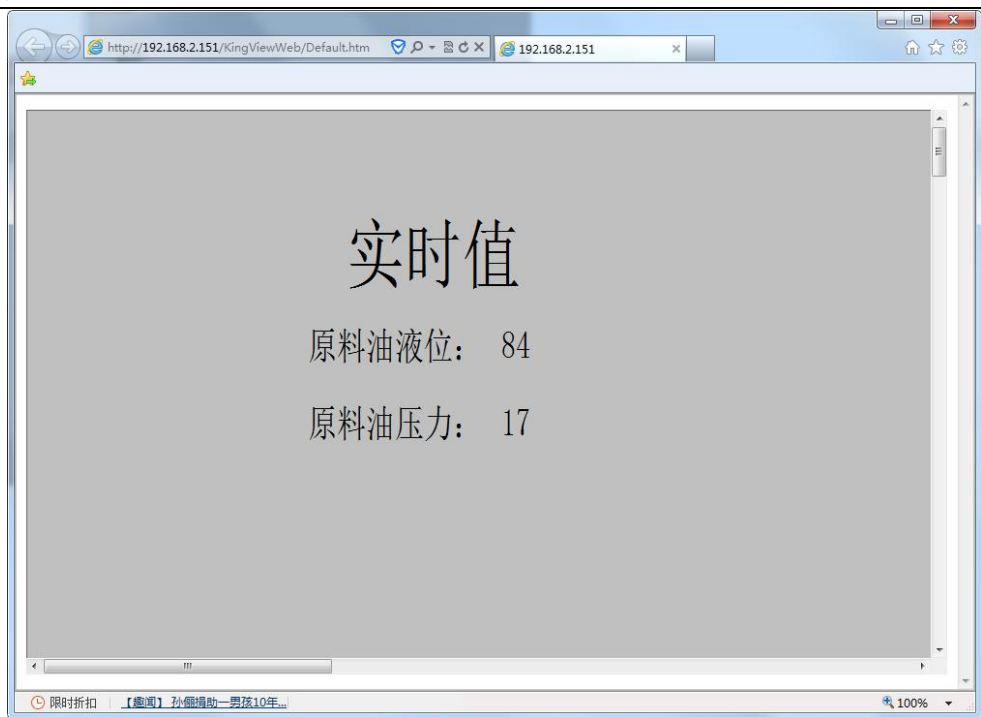 http://192.168.2.151/KingViewWeb/Default.htm
192.168.2.151
实时值
原料油液位： 84
原料油压力： 17
限时折扣 【趣闻】 孙俪捐助一男孩10年...
100%